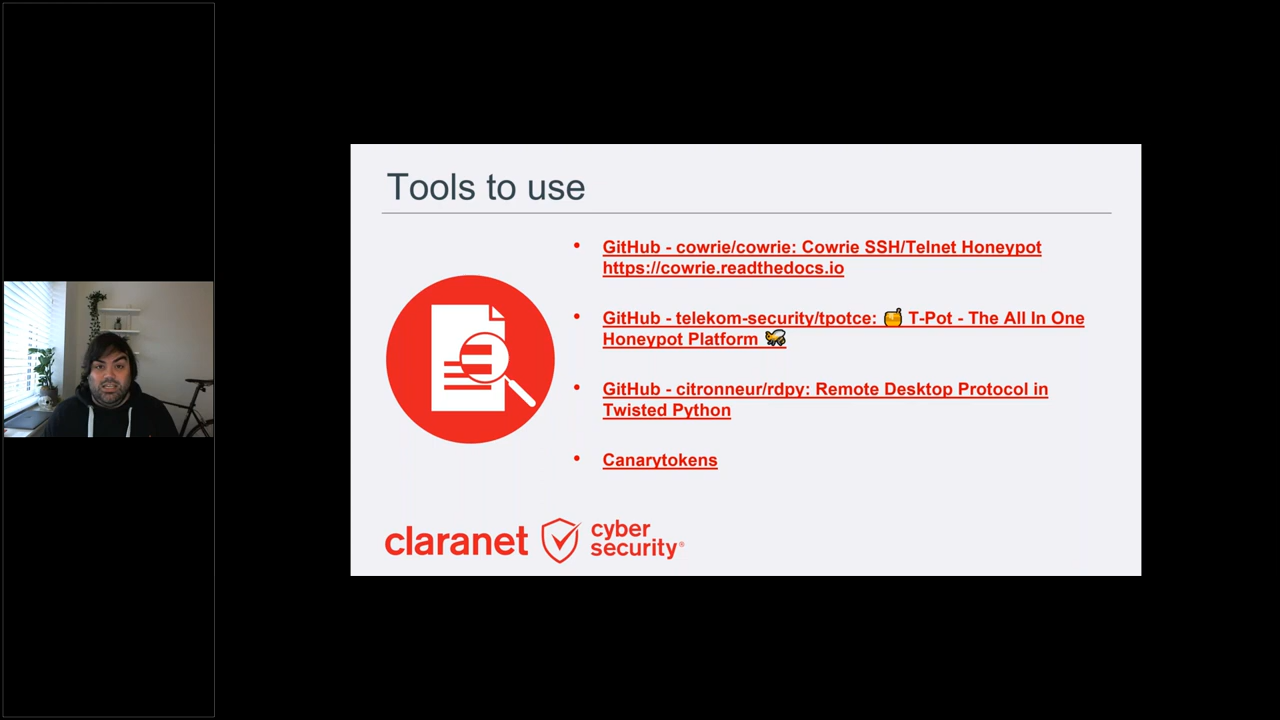 Tools to use
• GitHub - cowrie/cowrie: Cowrie SSH/Telnet Honeypot
https://cowrie.readthedocs.io
• GitHub - telekom-security/tpotce: 🍯 T-Pot - The All In One
Honeypot Platform 🐝
• GitHub - citronneur/rdpy: Remote Desktop Protocol in
Twisted Python
• Canarytokens
claranet cyber
security®